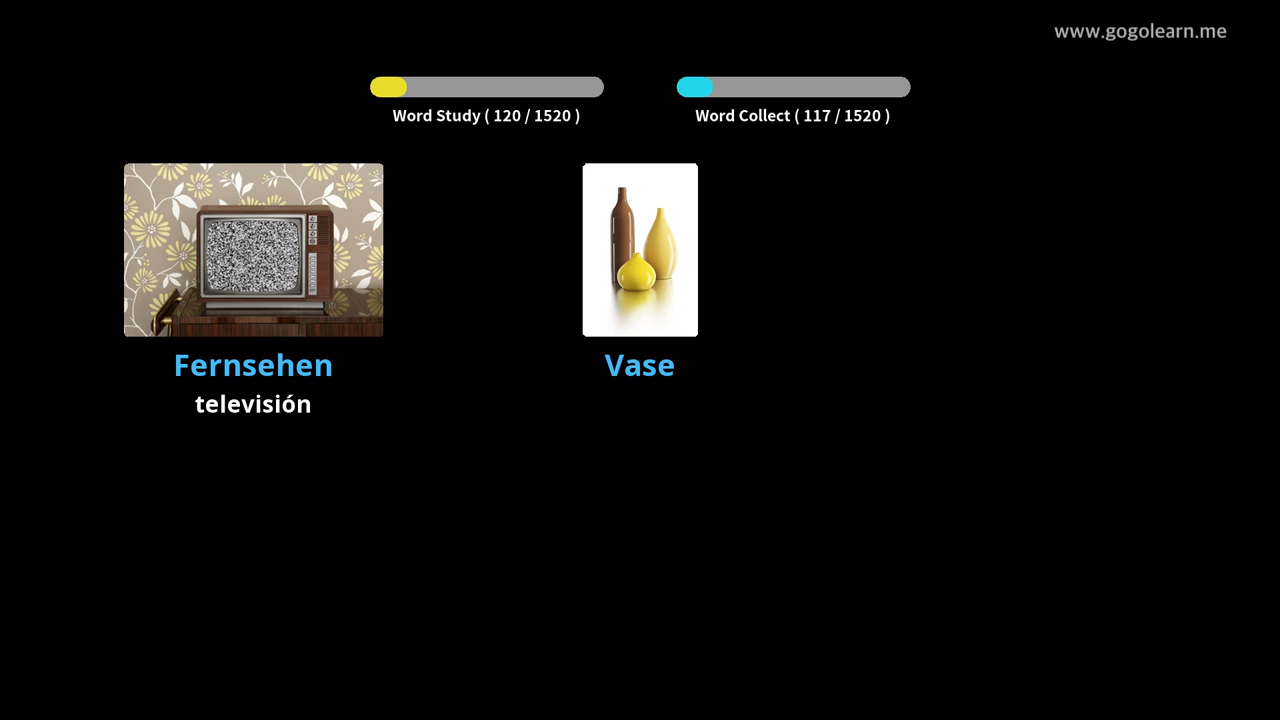 www.gogolearn.me
Word Study ( 120 / 1520 )
Word Collect ( 117 / 1520 )
Fernsehen
televisión
Vase